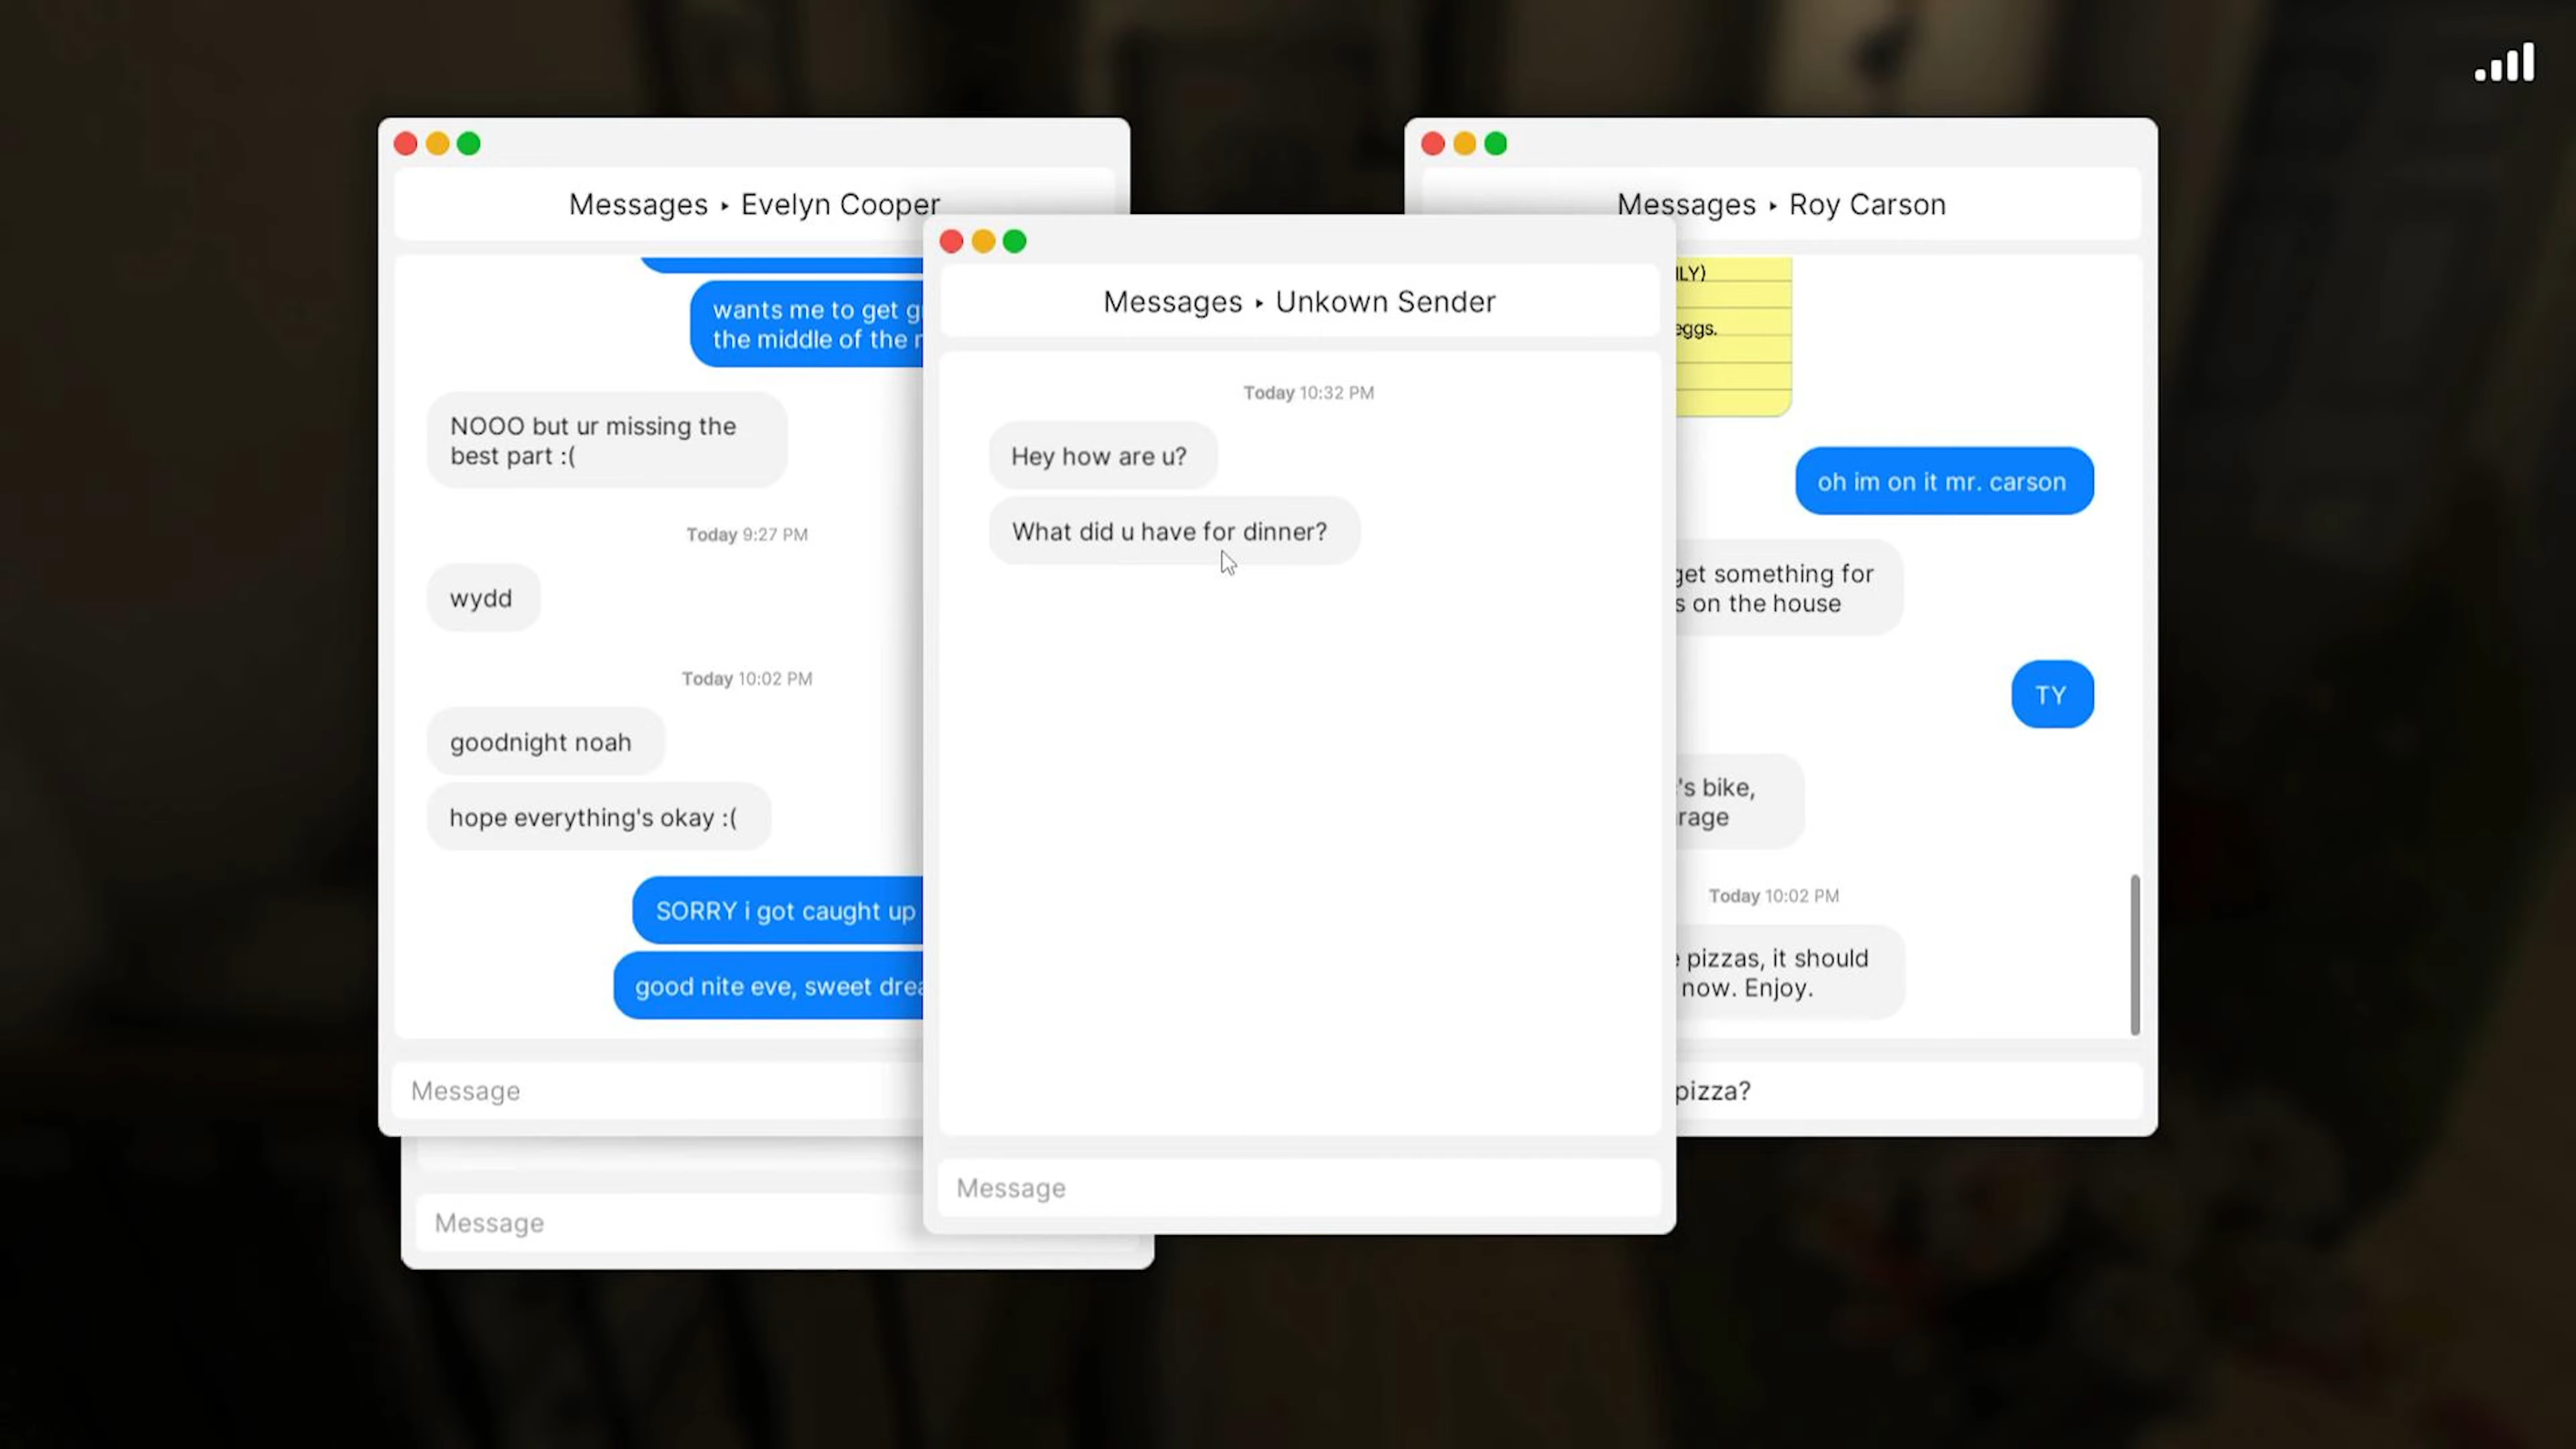 Messages ▸ Evelyn Cooper
wants me to get
the middle of the
NOOO but ur missing the
best part :(
Today 9:27 PM
wydd
Today 10:02 PM
goodnight noah
hope everything's okay :(
SORRY i got caught up
good nite eve, sweet
Message
Message
Messages ▸ Unkown Sender
Today 10:32 PM
Hey how are u?
What did u have for dinner?
Message
Messages ▸ Roy Carson
eggs.
oh im on it mr. carson
get something for
on the house
TY
's bike,
Today 10:02 PM
pizzas, it should
now. Enjoy.
pizza?